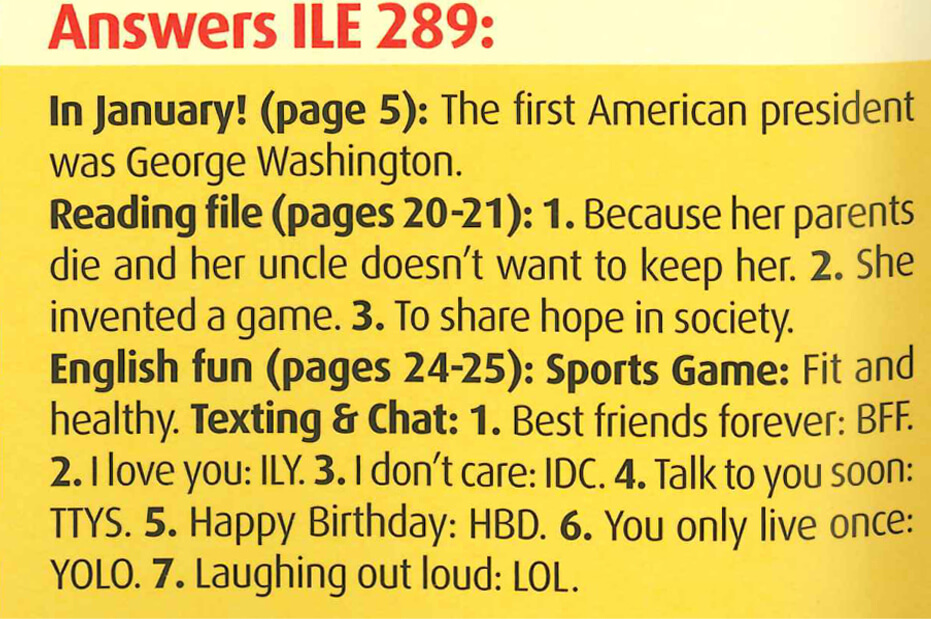 Answers ILE 289:
In January! (page 5): The first American president
was George Washington.
Reading file (pages 20-21): 1. Because her parents
die and her uncle doesn't want to keep her. 2. She
invented a game. 3. To share hope in society.
English fun (pages 24-25): Sports Game: Fit and
healthy. Texting & Chat: 1. Best friends forever: BFF.
2. I love you: ILY. 3. I don't care: IDC. 4. Talk to you soon:
TTYS. 5. Happy Birthday: HBD. 6. You only live once:
YOLO. 7. Laughing out loud: LOL.